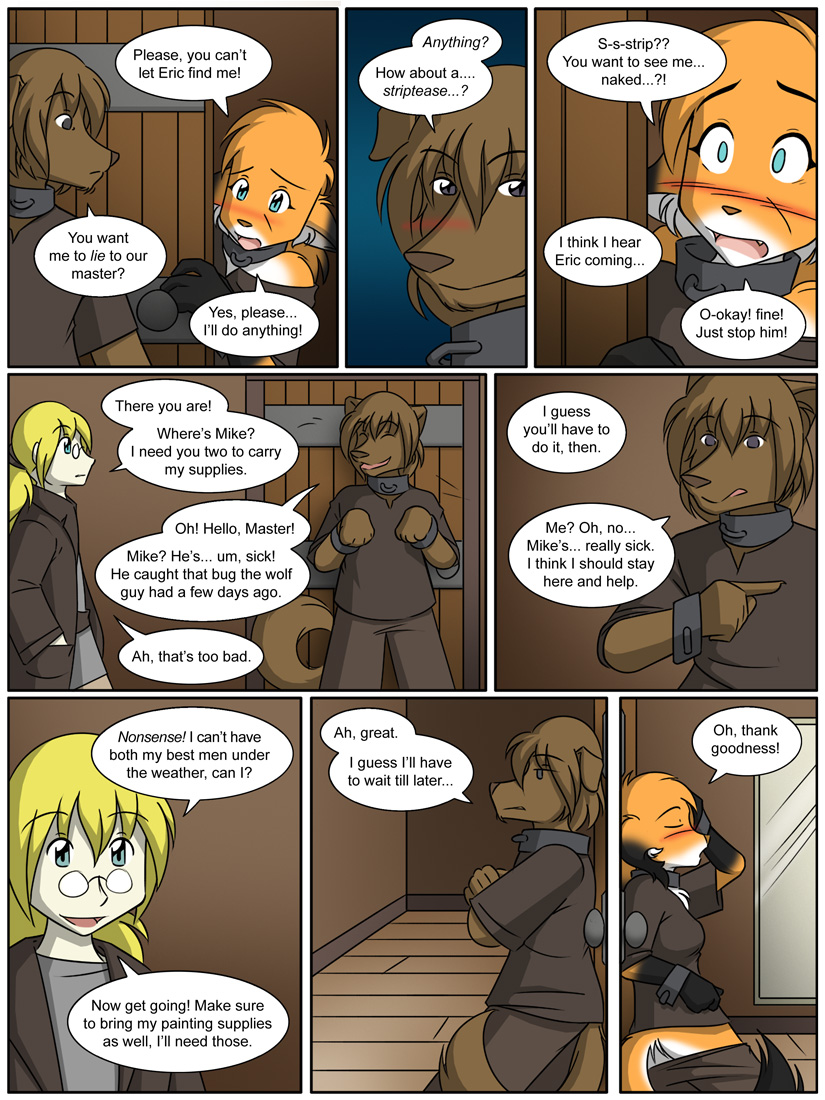 Please, you can't
let Eric find me!
You want
me to lie to our
master?
Yes, please...
I'll do anything!
Anything?
How about a....
striptease...?
S-s-strip??
You want to see me...
naked...?!
I think I hear
Eric coming...
O-okay! fine!
Just stop him!
There you are!
Where's Mike?
I need you two to carry
my supplies.
Oh! Hello, Master!
Mike? He's... um, sick!
He caught that bug the wolf
guy had a few days ago.
Ah, that's too bad.
I guess
you'll have to
do it, then.
Me? Oh, no...
Mike's... really sick.
I think I should stay
here and help.
Nonsense! I can't have
both my best men under
the weather, can I?
Now get going! Make sure
to bring my painting supplies
as well, I'll need those.
Ah, great.
I guess I'll have
to wait till later...
Oh, thank
goodness!